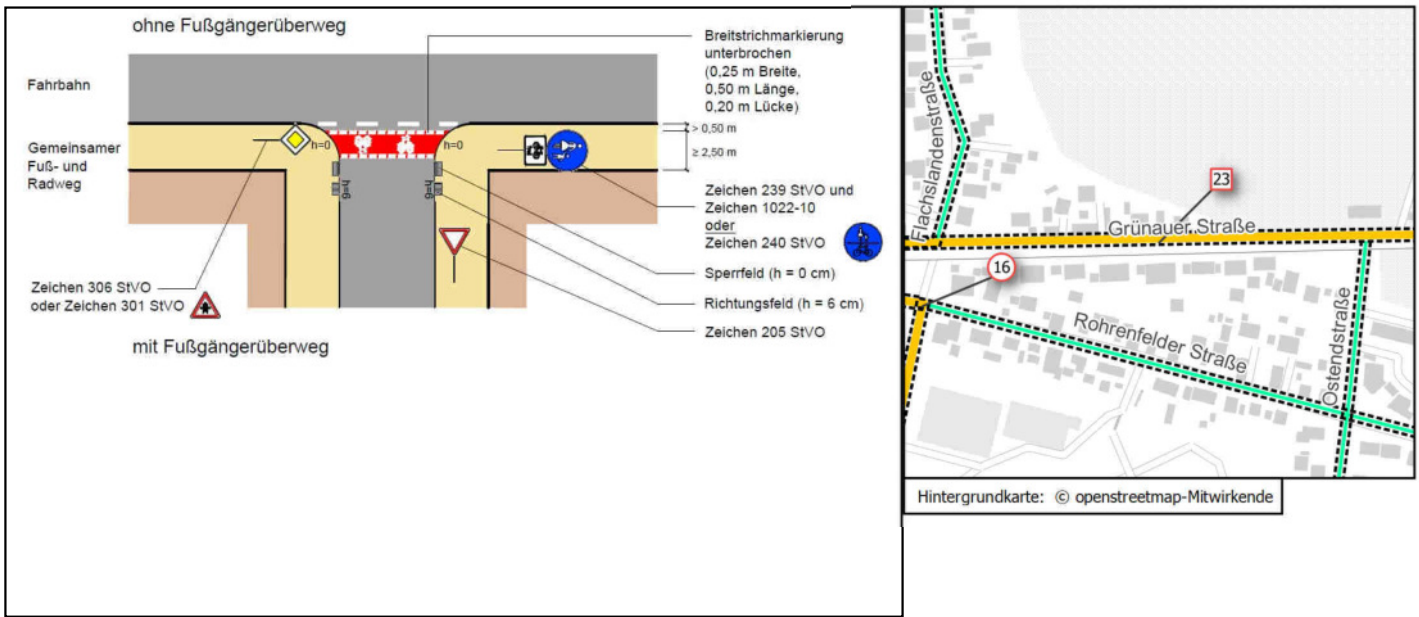 ohne Fußgängerüberweg
Fahrbahn
Gemeinsamer
Fuß- und
Radweg
Zeichen 306 StVO
oder Zeichen 301 StVO
mit Fußgängerüberweg
h=0
h=0
h=6
h=6
Breitstrichmarkierung
unterbrochen
(0,25 m Breite,
0,50 m Länge,
0,20 m Lücke)
> 0,50 m
≥ 2,50 m
Zeichen 239 StVO und
Zeichen 1022-10
oder
Zeichen 240 StVO
Sperrfeld (h = 0 cm)
Richtungsfeld (h = 6 cm)
Zeichen 205 StVO
Flachslandenstraße
23
Grünauer Straße
16
Rohrenfelder Straße
Ostendstraße
Hintergrundkarte: © openstreetmap-Mitwirkende